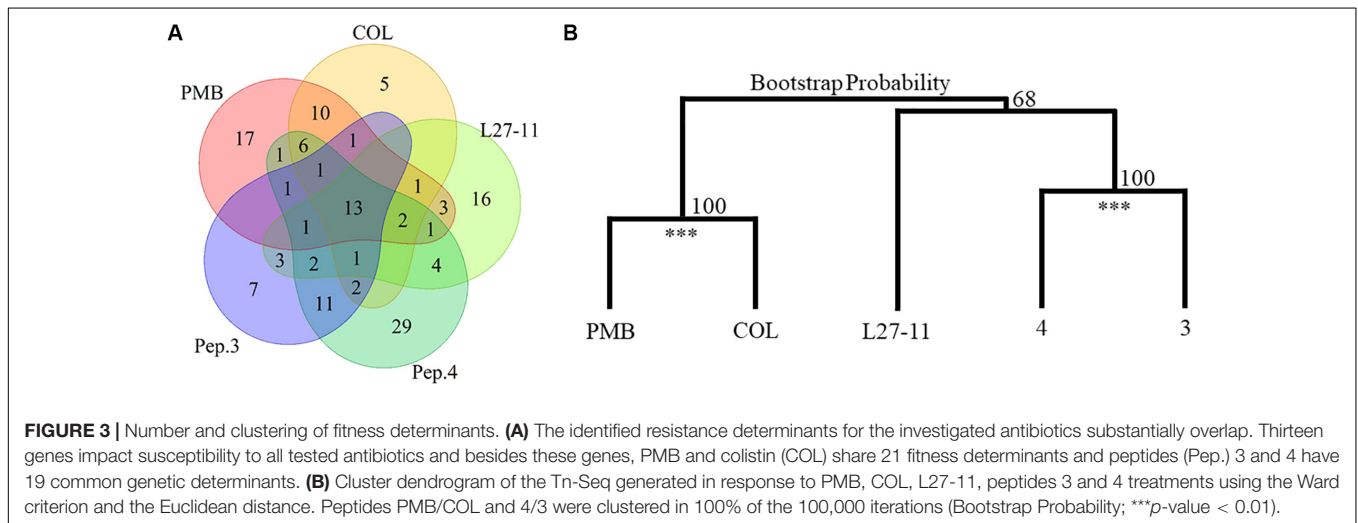 A
COL
PMB
5
10
17
L27-11
1
1
6
1
1
1
3
16
13
2
1
1
3
2
1
4
7
11
2
29
Pep.3
Pep.4
B
Bootstrap Probability
68
100
***
100
***
PMB
COL
L27-11
4
3
FIGURE 3 | Number and clustering of fitness determinants. (A) The identified resistance determinants for the investigated antibiotics substantially overlap. Thirteen
genes impact susceptibility to all tested antibiotics and besides these genes, PMB and colistin (COL) share 21 fitness determinants and peptides (Pep.) 3 and 4 have
19 common genetic determinants. (B) Cluster dendrogram of the Tn-Seq generated in response to PMB, COL, L27-11, peptides 3 and 4 treatments using the Ward
criterion and the Euclidean distance. Peptides PMB/COL and 4/3 were clustered in 100% of the 100,000 iterations (Bootstrap Probability; ***p-value < 0.01).